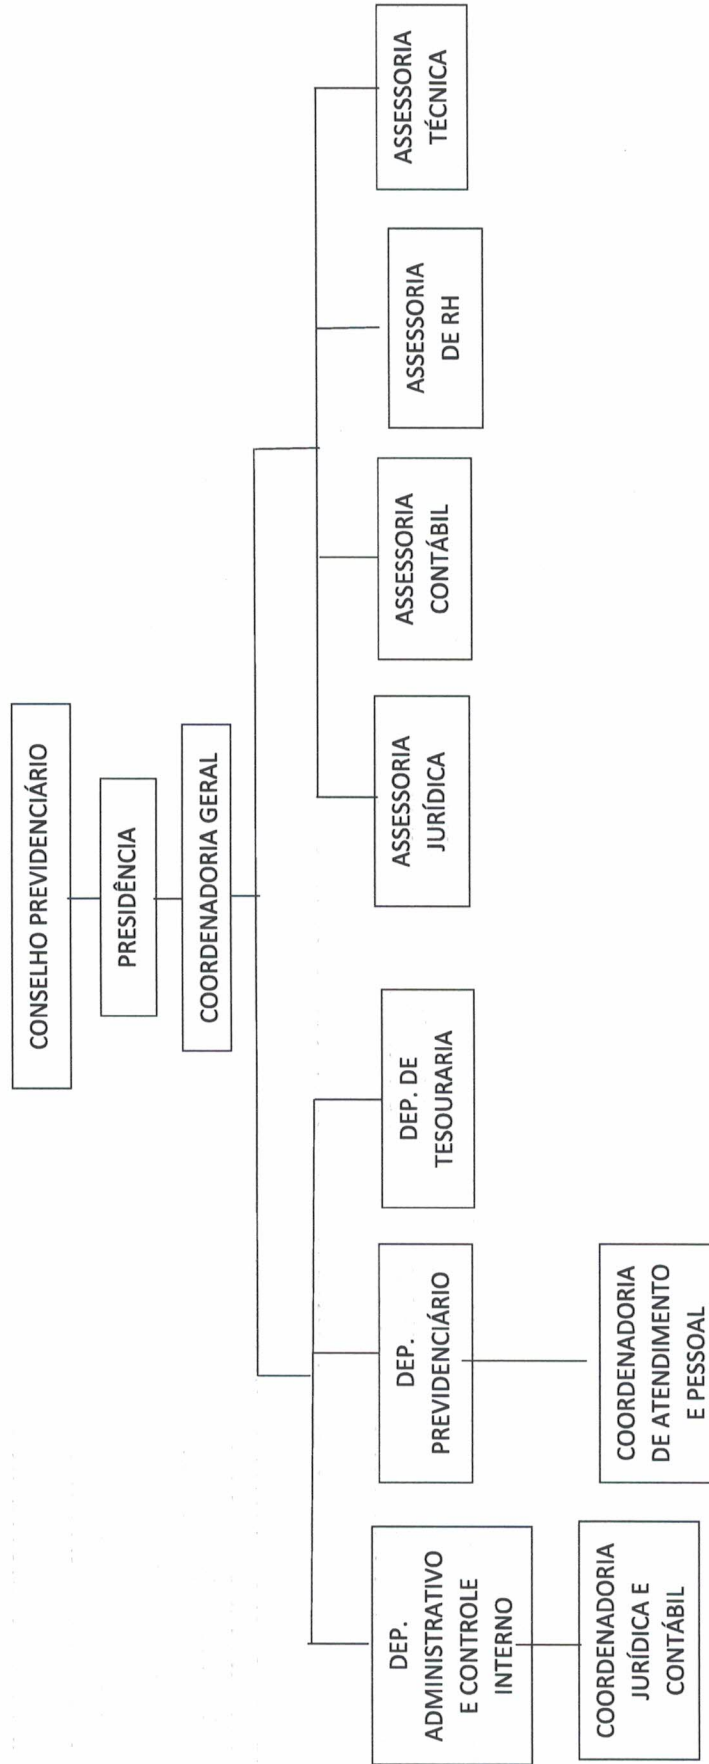 CONSELHO PREVIDENCIÁRIO
PRESIDÊNCIA
COORDENADORIA GERAL
DEP.
ADMINISTRATIVO
E CONTROLE
INTERNO
DEP.
PREVIDENCIÁRIO
DEP. DE
TESOURARIA
ASSESSORIA
JURÍDICA
ASSESSORIA
CONTÁBIL
ASSESSORIA
DE RH
ASSESSORIA
TÉCNICA
COORDENADORIA
JURÍDICA E
CONTÁBIL
COORDENADORIA
DE ATENDIMENTO
E PESSOAL